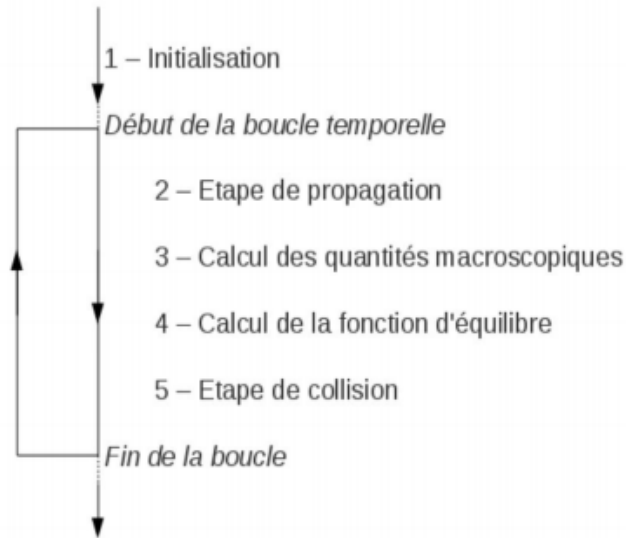 1 – Initialisation
Début de la boucle temporelle
2 – Etape de propagation
3 – Calcul des quantités macroscopiques
4 – Calcul de la fonction d'équilibre
5 – Etape de collision
Fin de la boucle